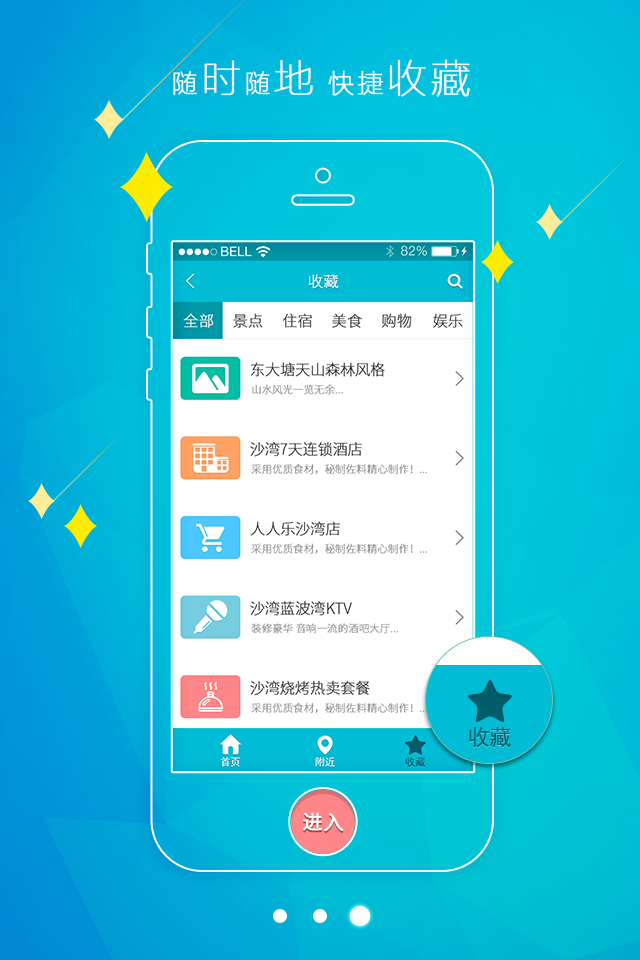 随时随地 快捷收藏
BELL 82%
收藏
全部 景点 住宿 美食 购物 娱乐
东大塘天山森林风格
山水风光一览无余...
沙湾7天连锁酒店
采用优质食材，秘制佐料精心制作！...
人人乐沙湾店
采用优质食材，秘制佐料精心制作！...
沙湾蓝波湾KTV
装修豪华 音响一流的酒吧大厅...
沙湾烧烤热卖套餐
采用优质食材，秘制佐料精心制作！...
收藏
首页 附近 收藏
进入